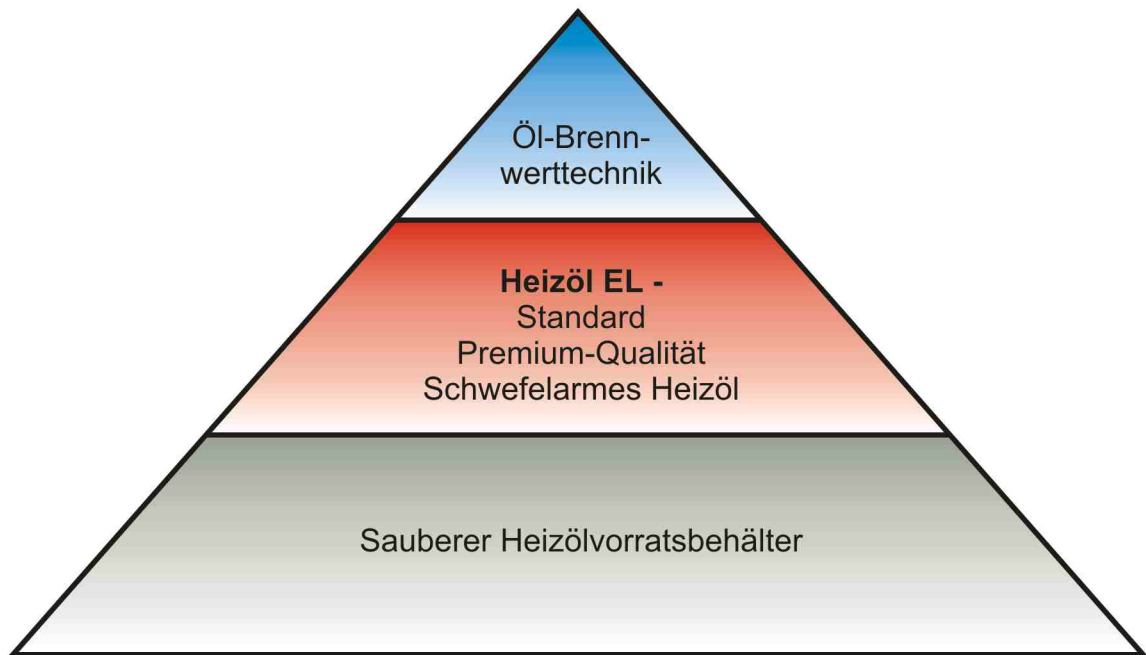 Öl-Brenn-
werttechnik
Heizöl EL -
Standard
Premium-Qualität
Schwefelarmes Heizöl
Sauberer Heizölvorratsbehälter